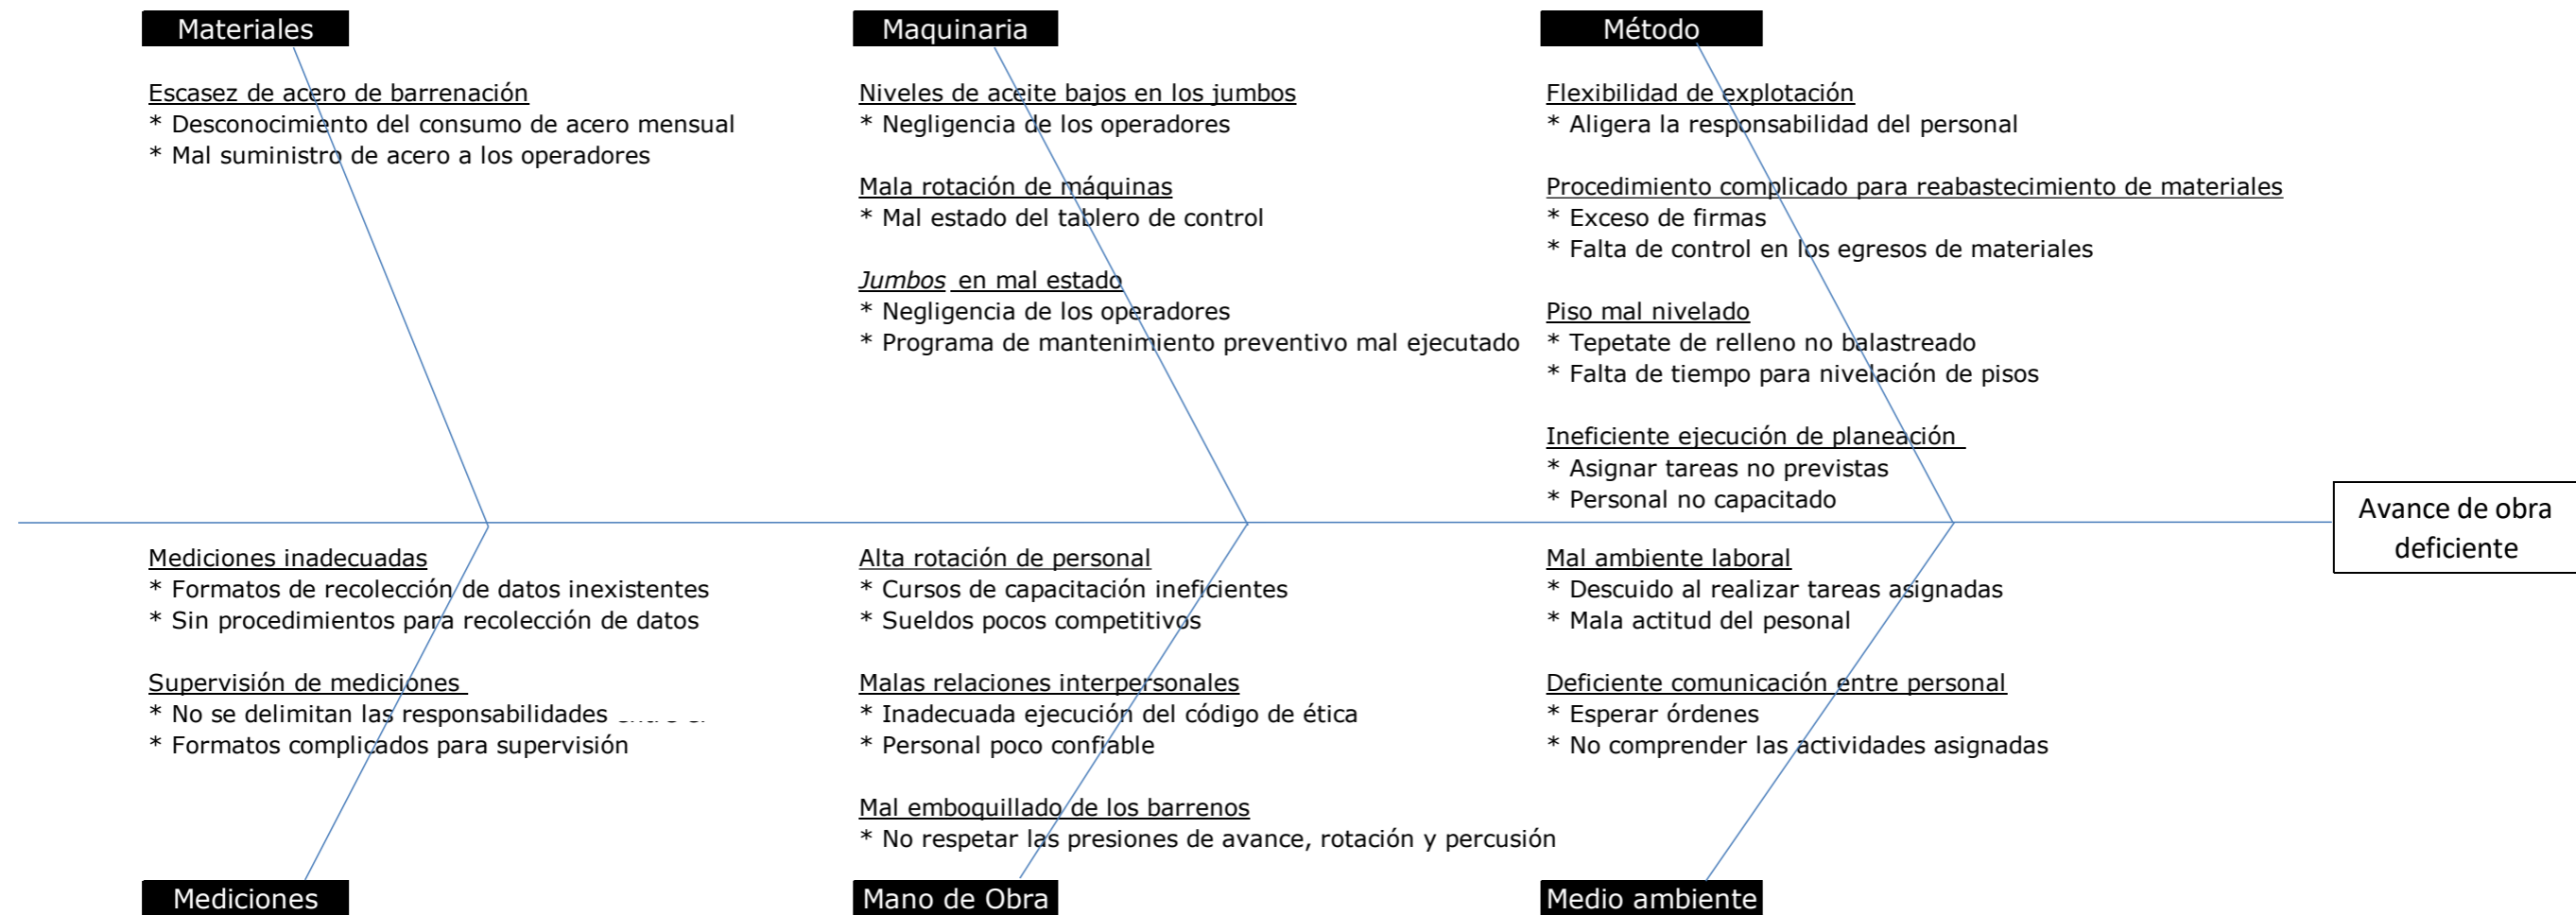 Materiales
Escasez de acero de barrenación
* Desconocimiento del consumo de acero mensual
* Mal suministro de acero a los operadores
Maquinaria
Niveles de aceite bajos en los jumbos
* Negligencia de los operadores
Mala rotación de máquinas
* Mal estado del tablero de control
Jumbos en mal estado
* Negligencia de los operadores
* Programa de mantenimiento preventivo mal ejecutado
Método
Flexibilidad de explotación
* Aligera la responsabilidad del personal
Procedimiento complicado para reabastecimiento de materiales
* Exceso de firmas
* Falta de control en los egresos de materiales
Piso mal nivelado
* Tepetate de relleno no balastreado
* Falta de tiempo para nivelación de pisos
Ineficiente ejecución de planeación
* Asignar tareas no previstas
* Personal no capacitado
Avance de obra
deficiente
Mediciones inadecuadas
* Formatos de recolección de datos inexistentes
* Sin procedimientos para recolección de datos
Supervisión de mediciones
* No se delimitan las responsabilidades
* Formatos complicados para supervisión
Mediciones
Alta rotación de personal
* Cursos de capacitación ineficientes
* Sueldos pocos competitivos
Malas relaciones interpersonales
* Inadecuada ejecución del código de ética
* Personal poco confiable
Mal emboquillado de los barrenos
* No respetar las presiones de avance, rotación y percusión
Mano de Obra
Mal ambiente laboral
* Descuido al realizar tareas asignadas
* Mala actitud del pesonal
Deficiente comunicación entre personal
* Esperar órdenes
* No comprender las actividades asignadas
Medio ambiente